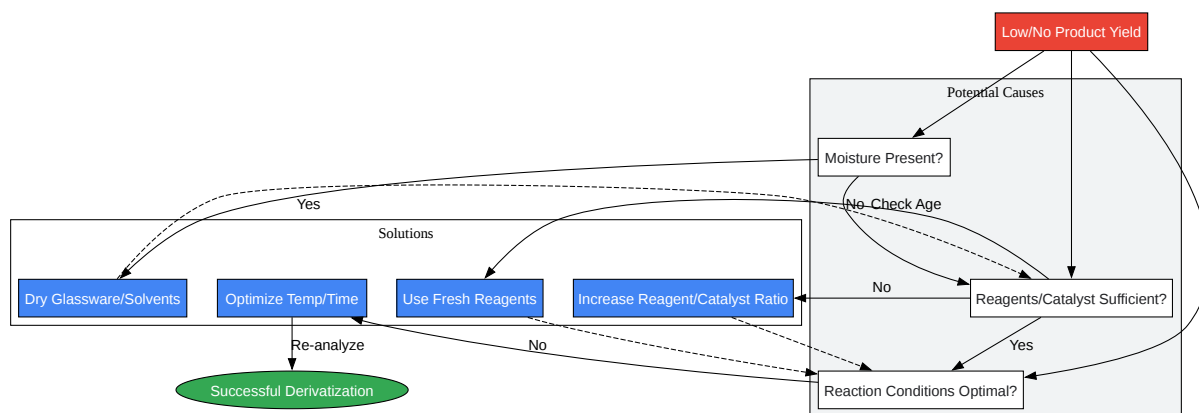 Low/No Product Yield
Potential Causes
Moisture Present?
Yes
No
Check Age
Solutions
Dry Glassware/Solvents
Optimize Temp/Time
Use Fresh Reagents
Increase Reagent/Catalyst Ratio
No
Reagents/Catalyst Sufficient?
Re-analyze
No
Yes
Successful Derivatization
Reaction Conditions Optimal?